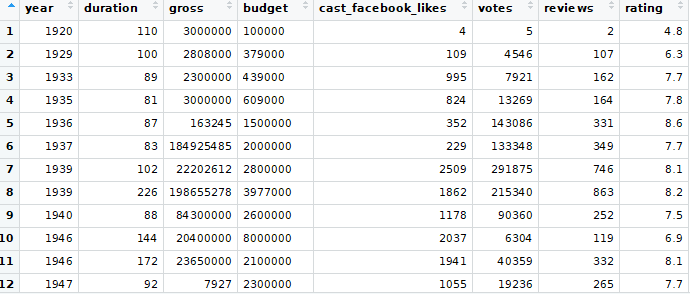 year duration gross budget cast_facebook_likes votes reviews rating
1 1920 110 3000000 100000 4 5 2 4.8
2 1929 100 2808000 379000 109 4546 107 6.3
3 1933 89 2300000 439000 995 7921 162 7.7
4 1935 81 3000000 609000 824 13269 164 7.8
5 1936 87 163245 1500000 352 143086 331 8.6
6 1937 83 184925485 2000000 229 133348 349 7.7
7 1939 102 22202612 2800000 2509 291875 746 8.1
8 1939 226 198655278 3977000 1862 215340 863 8.2
9 1940 88 84300000 2600000 1178 90360 252 7.5
10 1946 144 20400000 8000000 2037 6304 119 6.9
11 1946 172 23650000 2100000 1941 40359 332 8.1
12 1947 92 7927 2300000 1055 19236 265 7.7